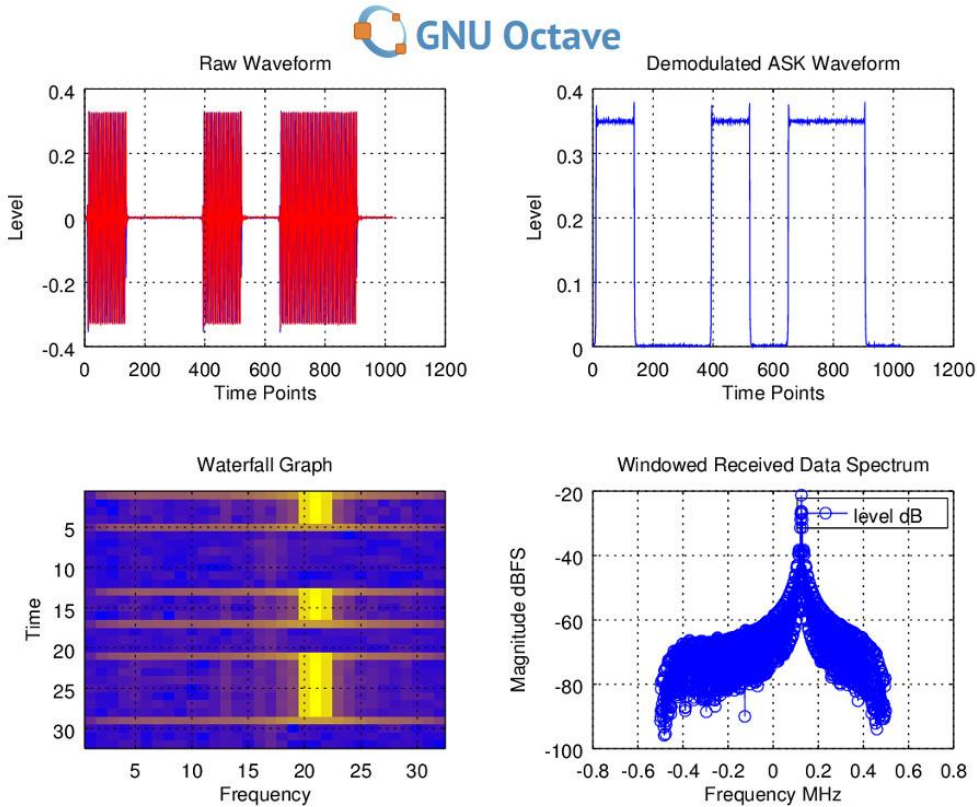 GNU Octave
Raw Waveform
0.4
0.2
0
-0.2
-0.4
Level
0 200 400 600 800 1000 1200
Time Points
Demodulated ASK Waveform
0.4
0.3
0.2
0.1
0
Level
0 200 400 600 800 1000 1200
Time Points
Waterfall Graph
5
10
15
20
25
30
Time
5 10 15 20 25 30
Frequency
Windowed Received Data Spectrum
-20
-40
-60
-80
-100
Magnitude dBFS
level dB
-0.8 -0.6 -0.4 -0.2 0 0.2 0.4 0.6 0.8
Frequency MHz